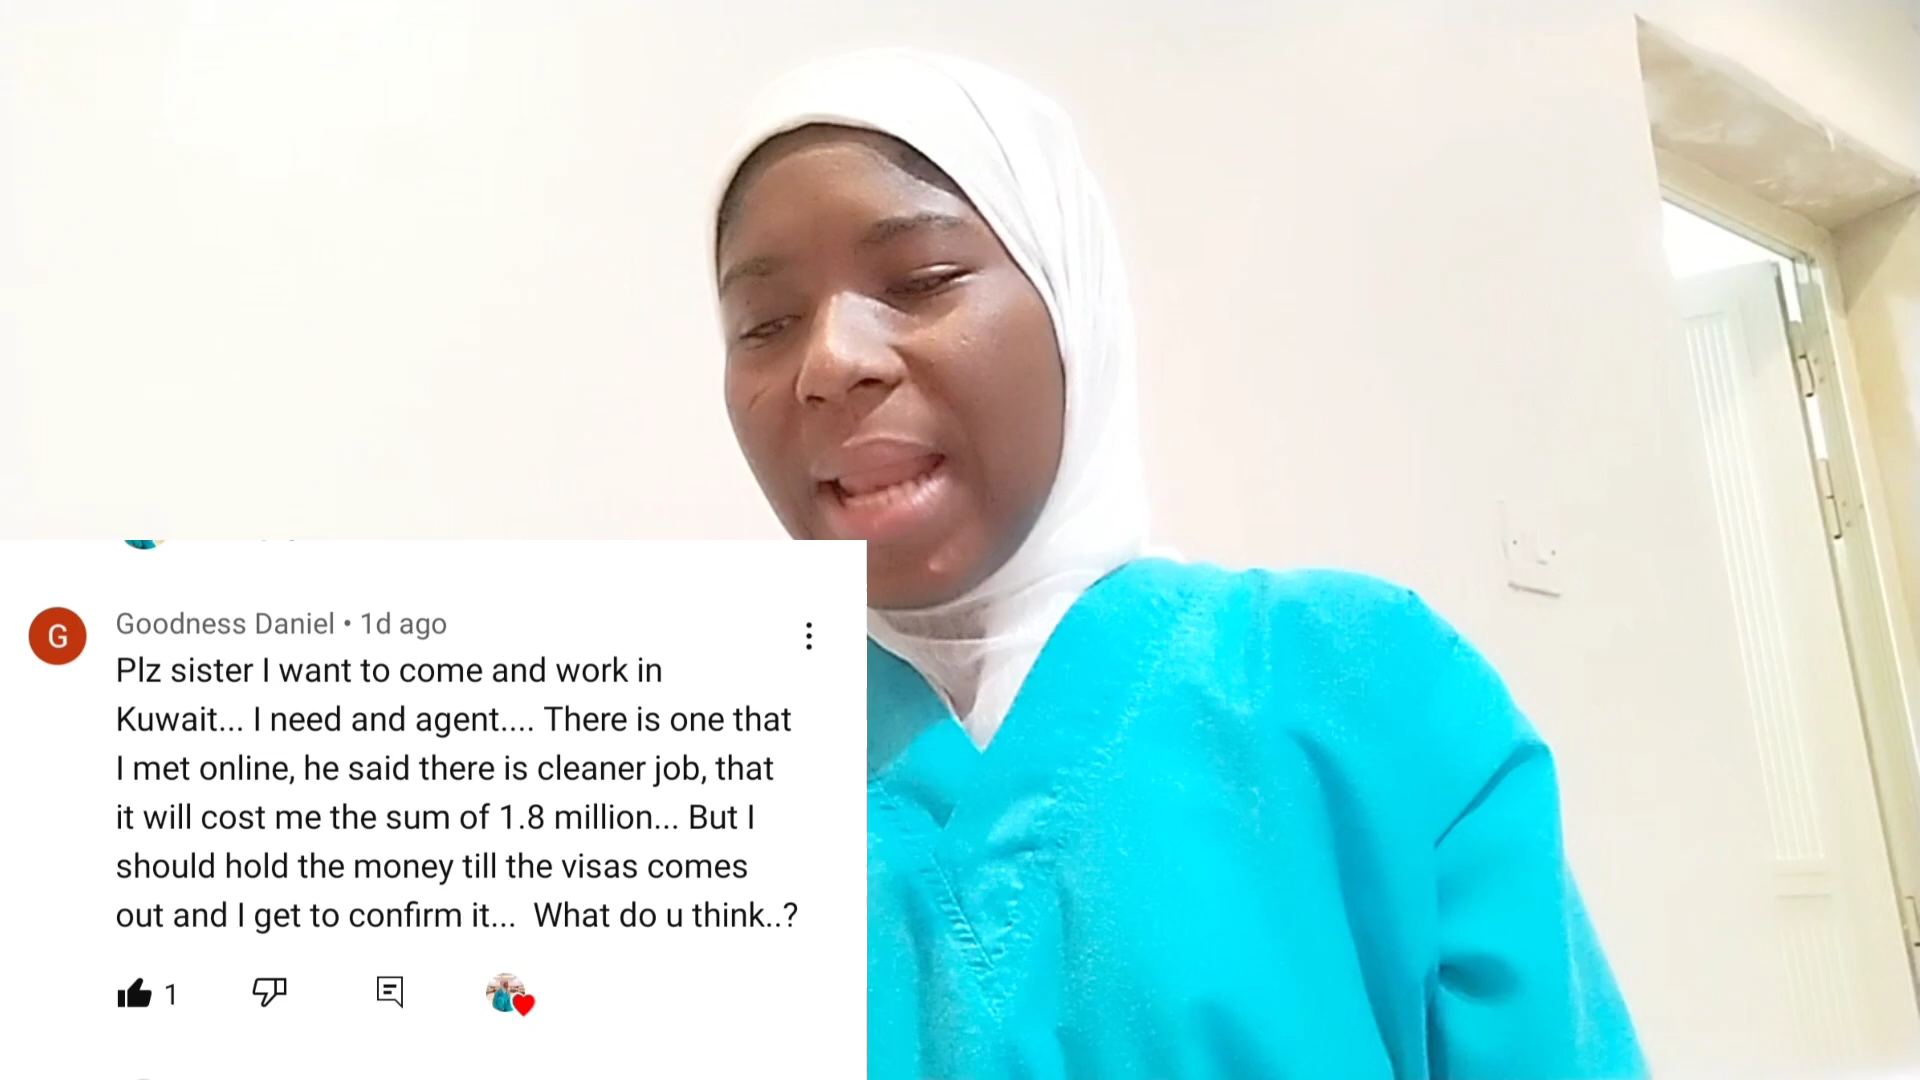 G
Goodness Daniel • 1d ago
Plz sister I want to come and work in
Kuwait... I need and agent.... There is one that
I met online, he said there is cleaner job, that
it will cost me the sum of 1.8 million... But I
should hold the money till the visas comes
out and I get to confirm it...  What do u think..?
1